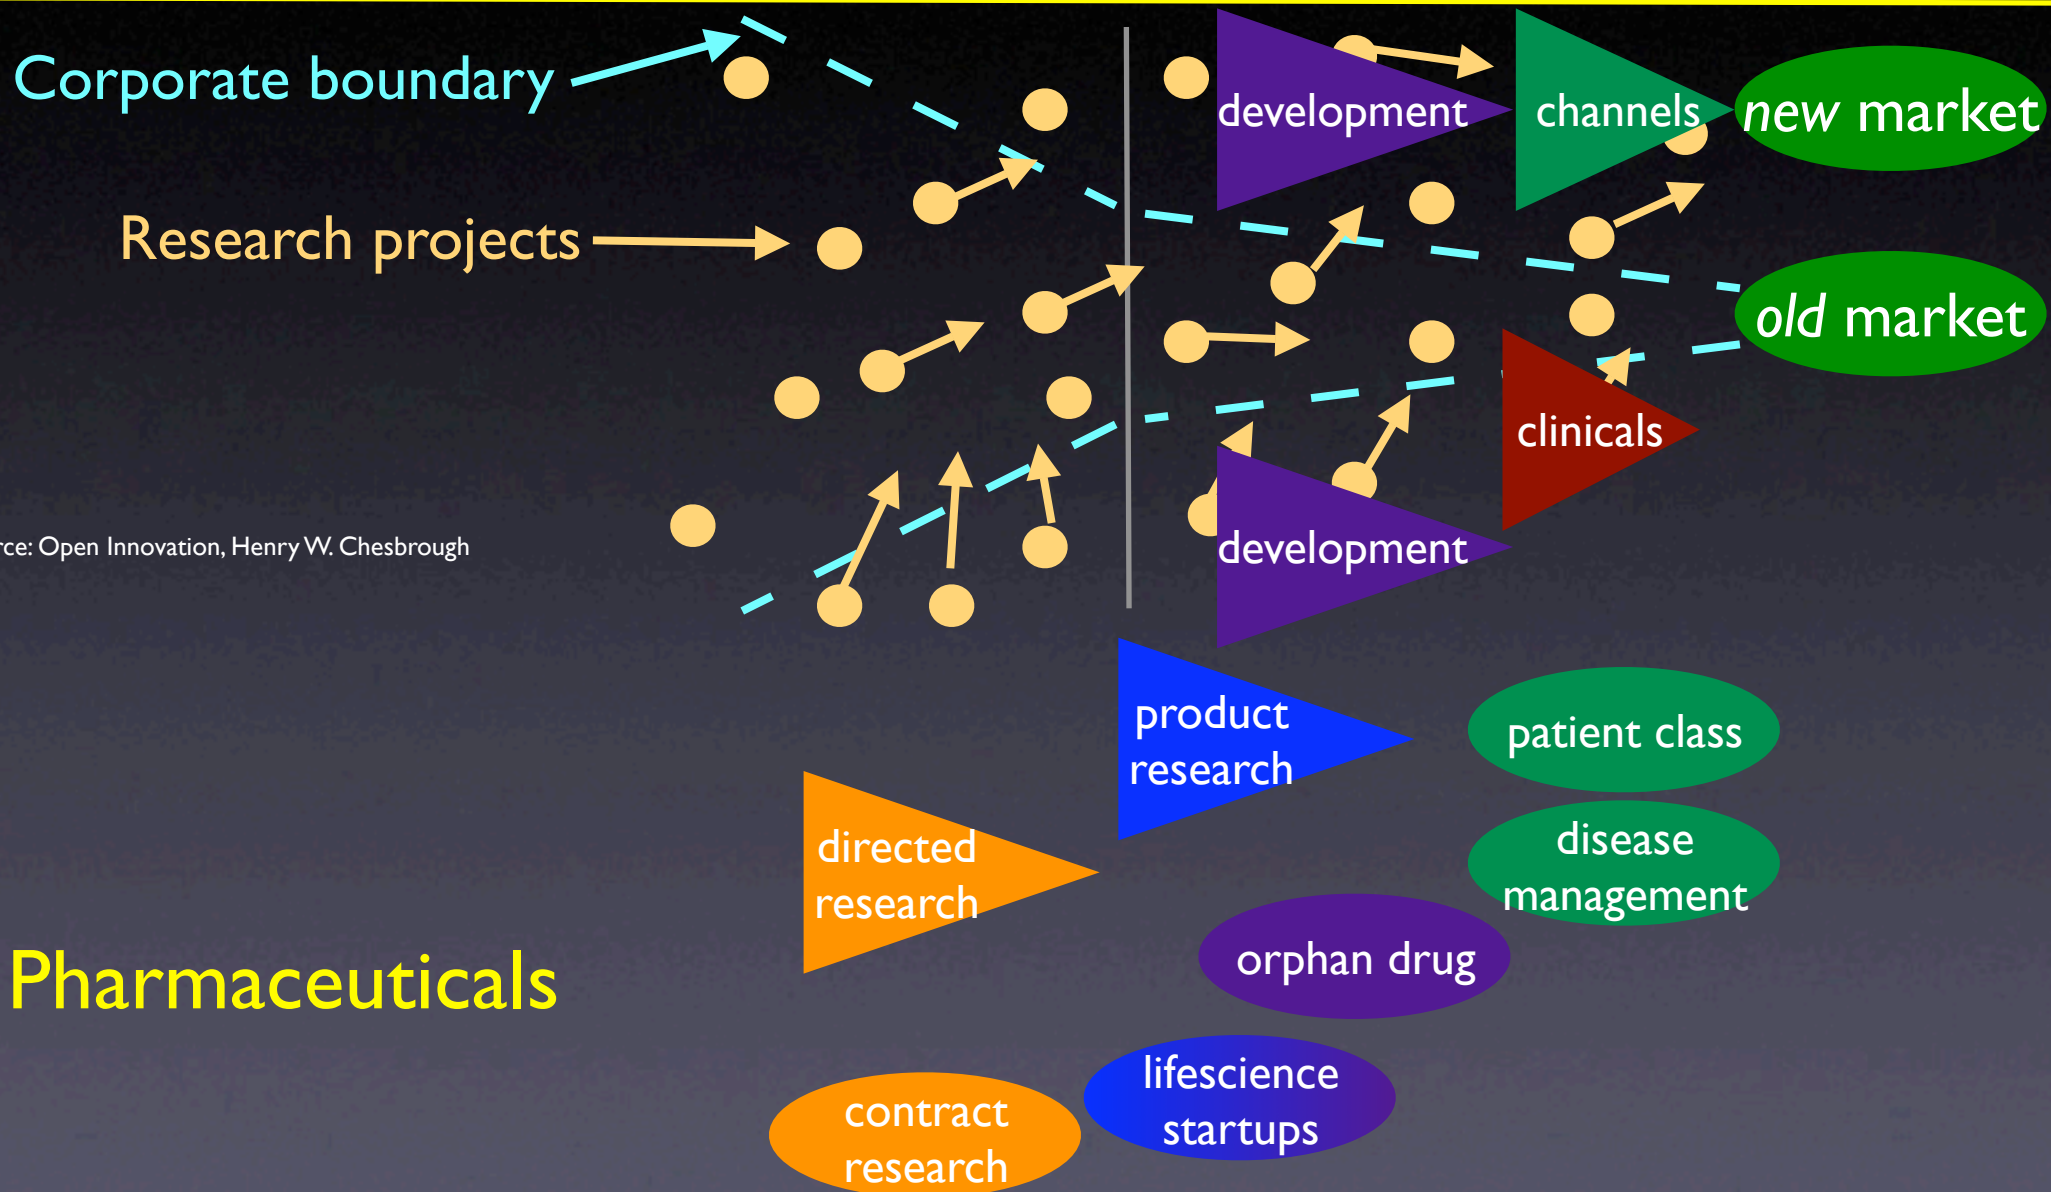 Corporate boundary
development
channels
new market
Research projects
old market
clinicals
rce: Open Innovation, Henry W. Chesbrough
development
product
research
patient class
directed
research
disease
management
orphan drug
Pharmaceuticals
lifescience
startups
contract
research